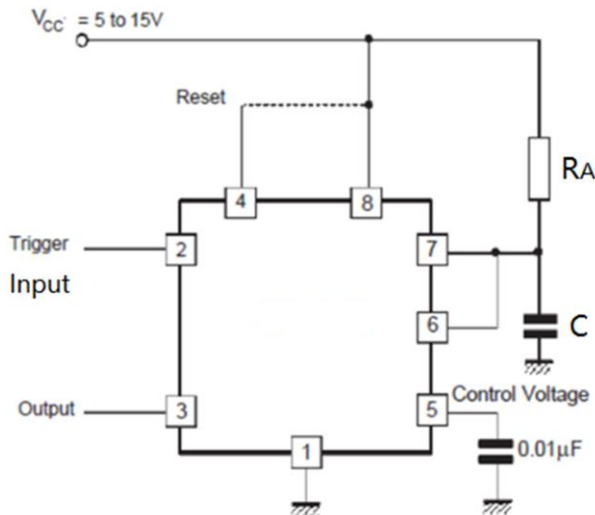 VCC = 5 to 15V
Reset
RA
4
8
Trigger
2
7
Input
6
C
Control Voltage
Output
3
5
1
0.01μF